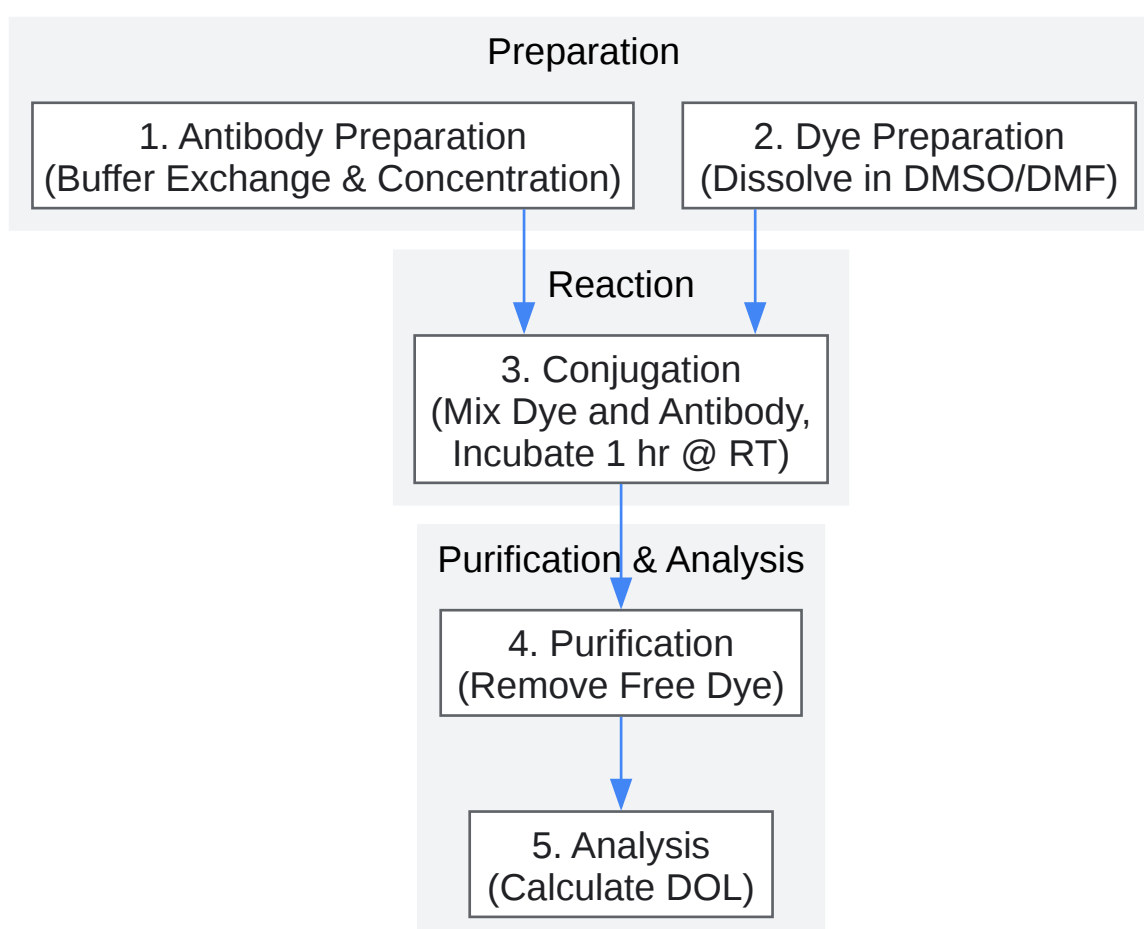 Preparation
1. Antibody Preparation
(Buffer Exchange & Concentration)
2. Dye Preparation
(Dissolve in DMSO/DMF)
Reaction
3. Conjugation
(Mix Dye and Antibody,
Incubate 1 hr @ RT)
Purification & Analysis
4. Purification
(Remove Free Dye)
5. Analysis
(Calculate DOL)